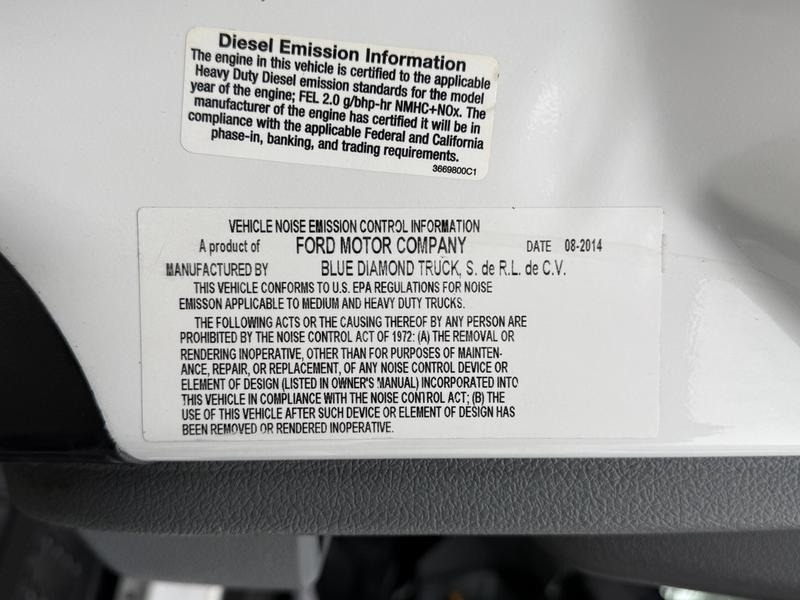 Diesel Emission Information
The engine in this vehicle is certified to the applicable
Heavy Duty Diesel emission standards for the model
year of the engine; FEL 2.0 g/bhp-hr NMHC+NOx. The
manufacturer of the engine has certified it will be in
compliance with the applicable Federal and California
phase-in, banking, and trading requirements.
3669800C1
VEHICLE NOISE EMISSION CONTROL INFORMATION
A product of FORD MOTOR COMPANY DATE 08-2014
MANUFACTURED BY BLUE DIAMOND TRUCK, S. de R.L. de C.V.
THIS VEHICLE CONFORMS TO U.S. EPA REGULATIONS FOR NOISE
EMISSON APPLICABLE TO MEDIUM AND HEAVY DUTY TRUCKS.
THE FOLLOWING ACTS OR THE CAUSING THEREOF BY ANY PERSON ARE
PROHIBITED BY THE NOISE CONTROL ACT OF 1972: (A) THE REMOVAL OR
RENDERING INOPERATIVE, OTHER THAN FOR PURPOSES OF MAINTEN-
ANCE, REPAIR, OR REPLACEMENT, OF ANY NOISE CONTROL DEVICE OR
ELEMENT OF DESIGN (LISTED IN OWNER'S MANUAL) INCORPORATED INTO
THIS VEHICLE IN COMPLIANCE WITH THE NOISE CONTROL ACT; (B) THE
USE OF THIS VEHICLE AFTER SUCH DEVICE OR ELEMENT OF DESIGN HAS
BEEN REMOVED OR RENDERED INOPERATIVE.